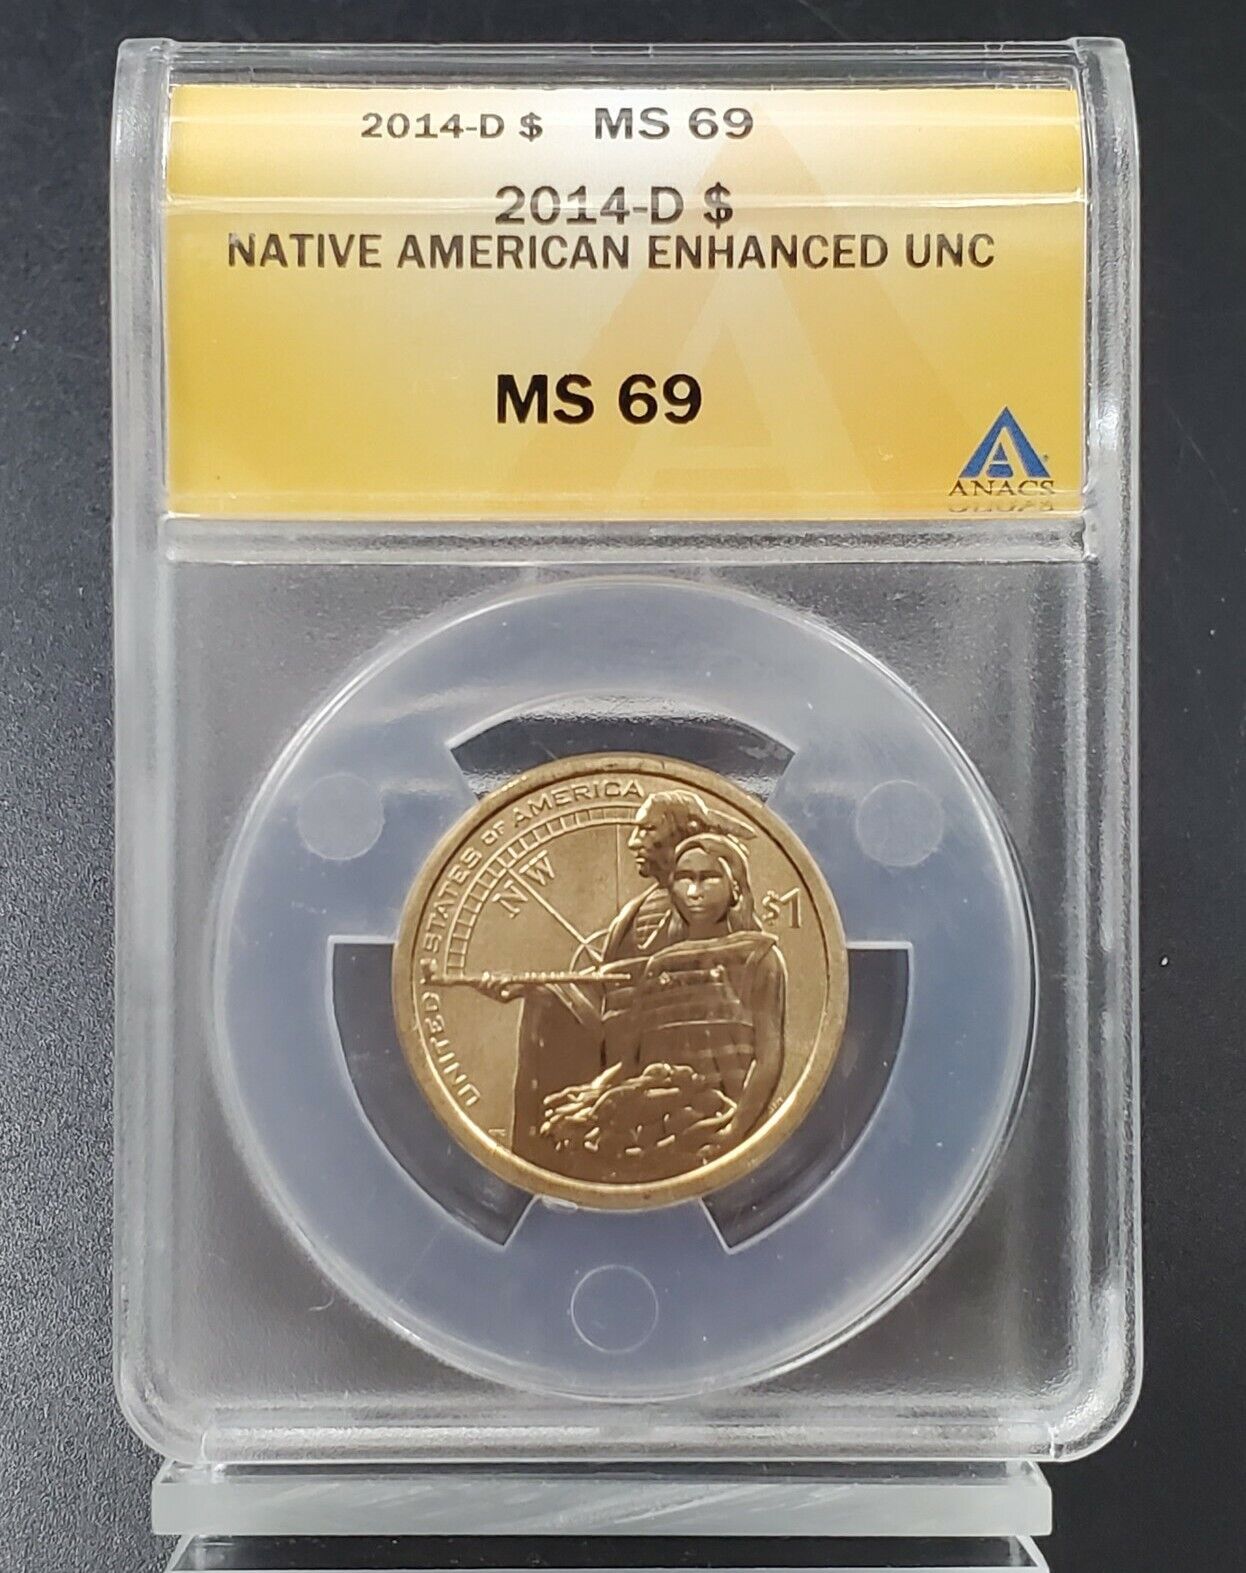 2014-D $ MS 69
2014-D $
NATIVE AMERICAN ENHANCED UNC
MS 69
ANACS
UNITED STATES OF AMERICA
NW
$1